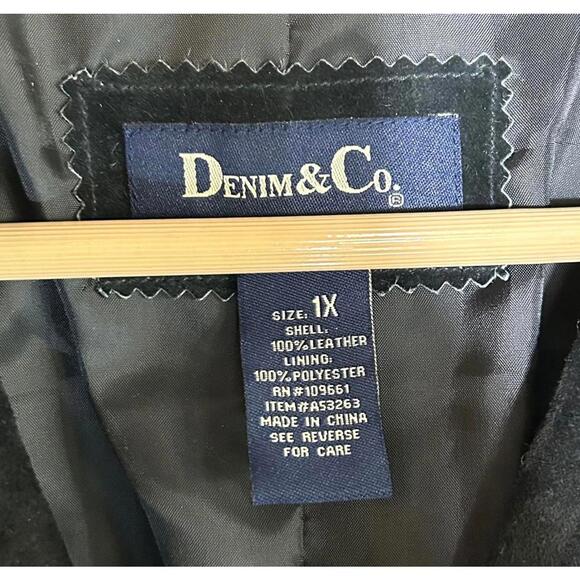 DENIM & CO.®
SIZE: 1X
SHELL:
100% LEATHER
LINING:
100% POLYESTER
RN#109661
ITEM#A53263
MADE IN CHINA
SEE REVERSE
FOR CARE